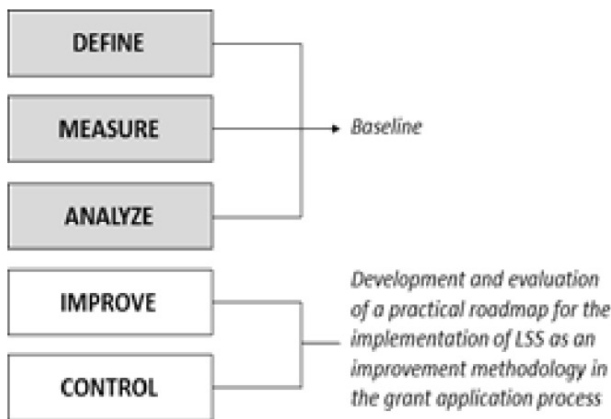 DEFINE
MEASURE
Baseline
ANALYZE
IMPROVE
CONTROL
Development and evaluation
of a practical roadmap for the
implementation of LSS as an
improvement methodology in
the grant application process